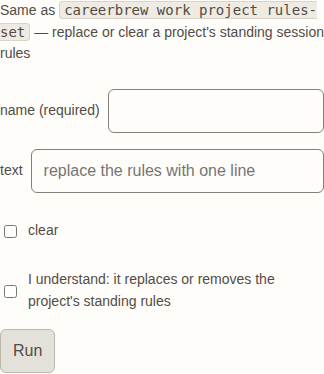 Same as careerbrew work project rules-
set — replace or clear a project's standing session
rules
name (required)
text replace the rules with one line
clear
I understand: it replaces or removes the
project's standing rules
Run